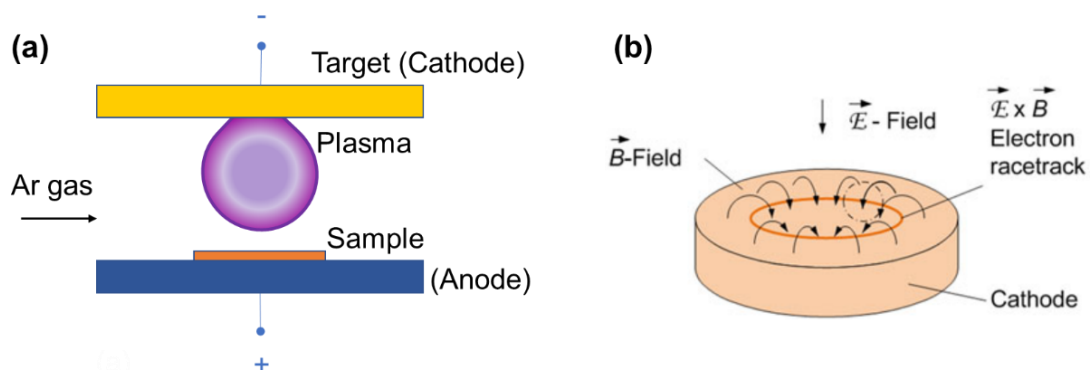 (a)
-
Target (Cathode)
Plasma
Ar gas
Sample
(Anode)
+
(b)
E - Field
E x B
Electron
racetrack
B-Field
Cathode